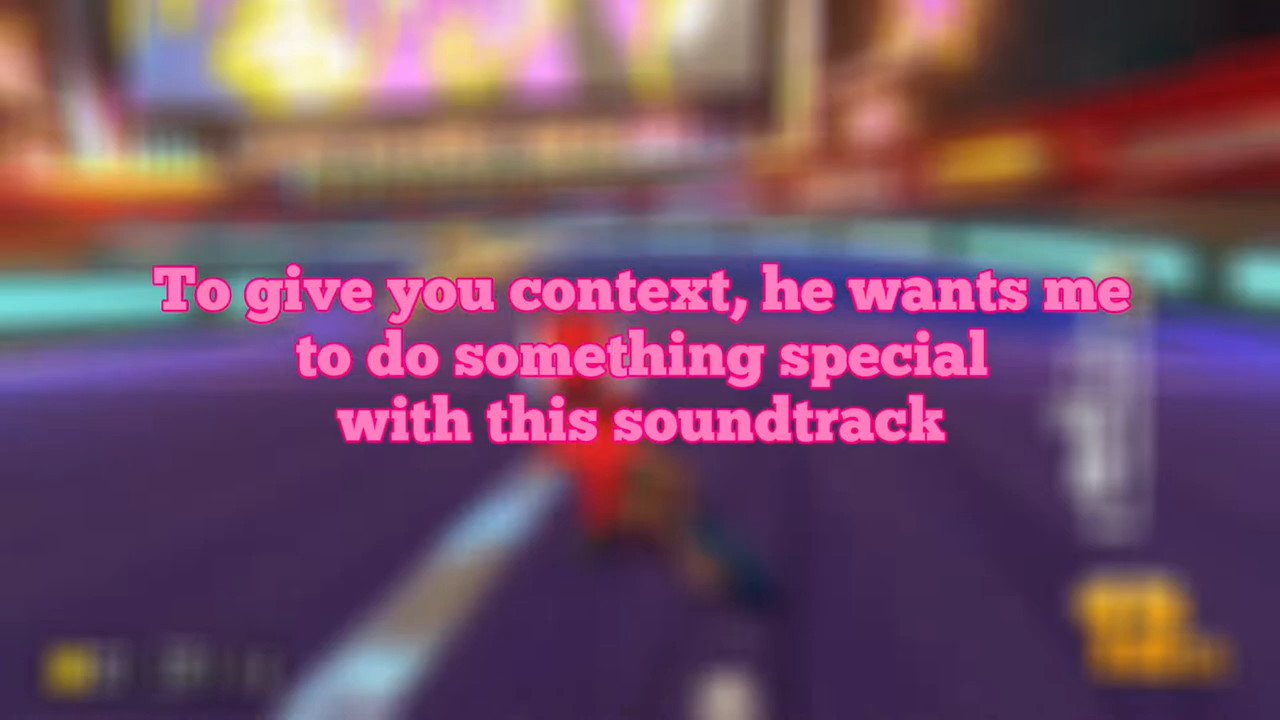 To give you context, he wants me
to do something special
with this soundtrack